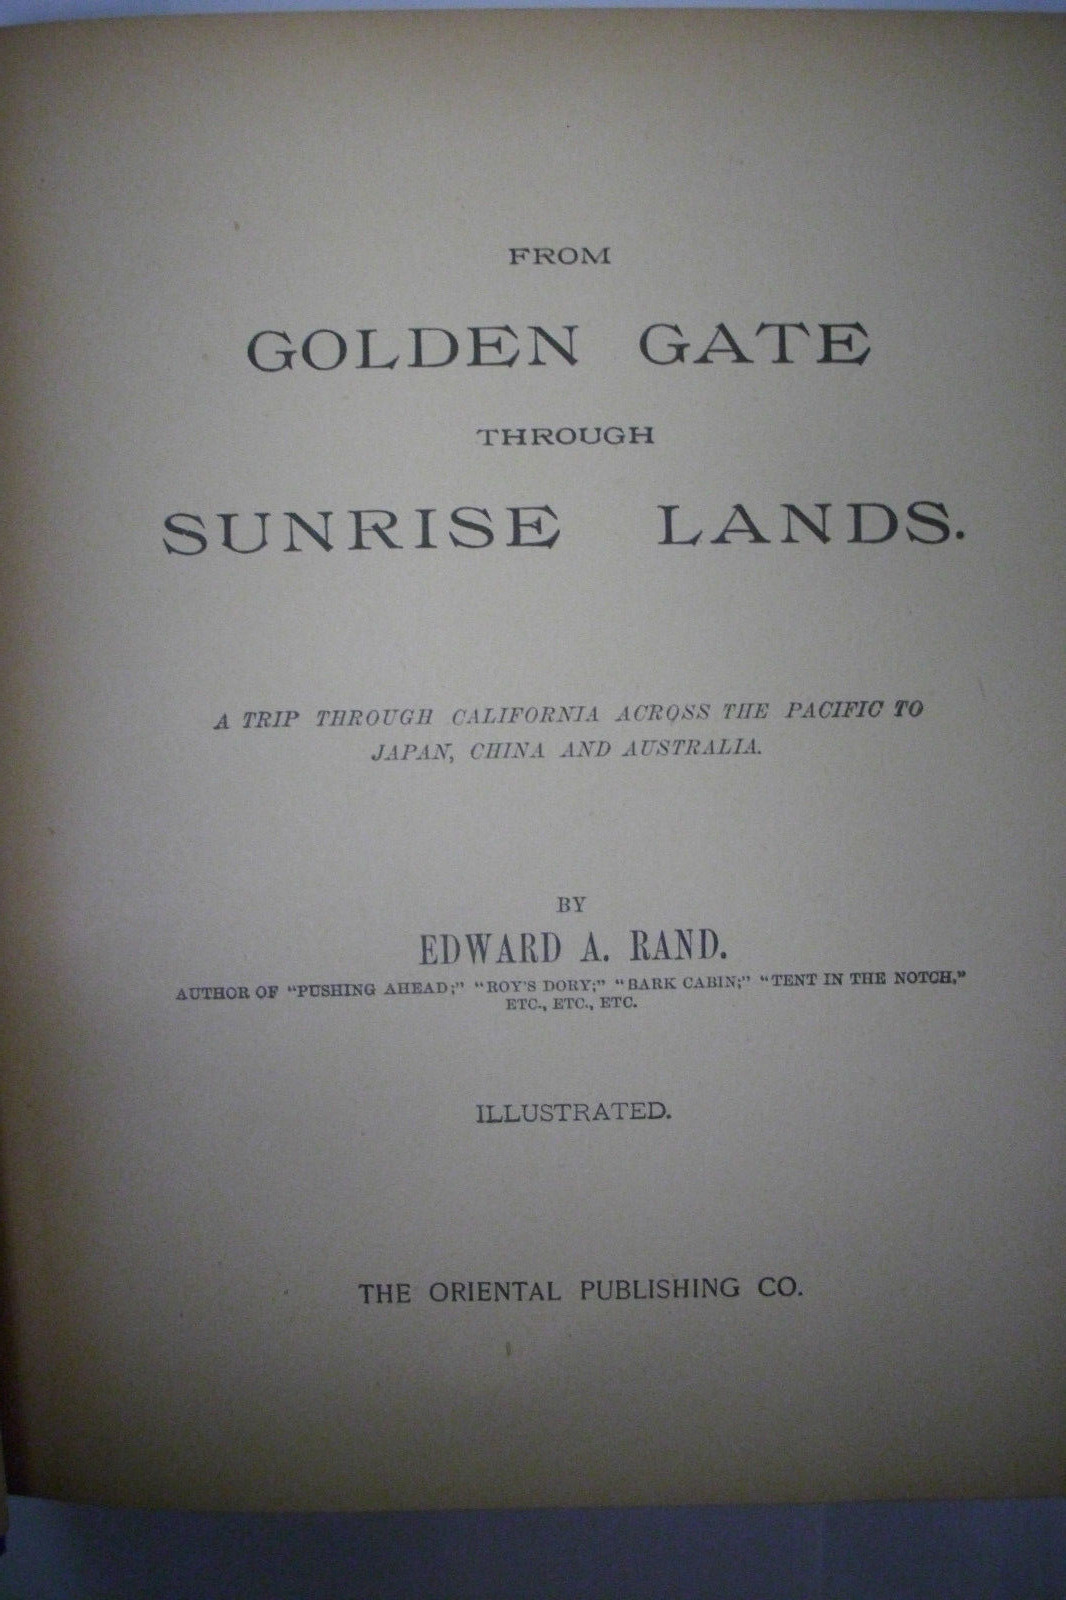 FROM
GOLDEN GATE
THROUGH
SUNRISE LANDS.
A TRIP THROUGH CALIFORNIA ACROSS THE PACIFIC TO
JAPAN, CHINA AND AUSTRALIA.
BY
EDWARD A. RAND.
AUTHOR OF "PUSHING AHEAD;" "ROY'S DORY;" "BARK CABIN;" "TENT IN THE NOTCH,"
ETC., ETC., ETC.
ILLUSTRATED.
THE ORIENTAL PUBLISHING CO.